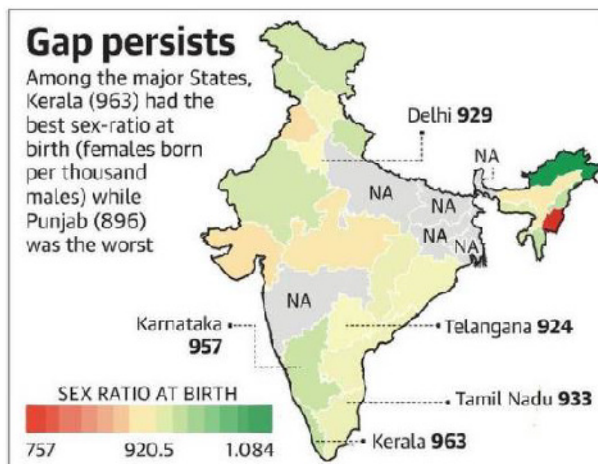 Gap persists
Among the major States,
Kerala (963) had the
best sex-ratio at
birth (females born
per thousand
males) while
Punjab (896)
was the worst
Delhi 929
NA
NA
NA
NA
NA
NA
Karnataka
957
Telangana 924
Tamil Nadu 933
Kerala 963
SEX RATIO AT BIRTH
757 920.5 1.084